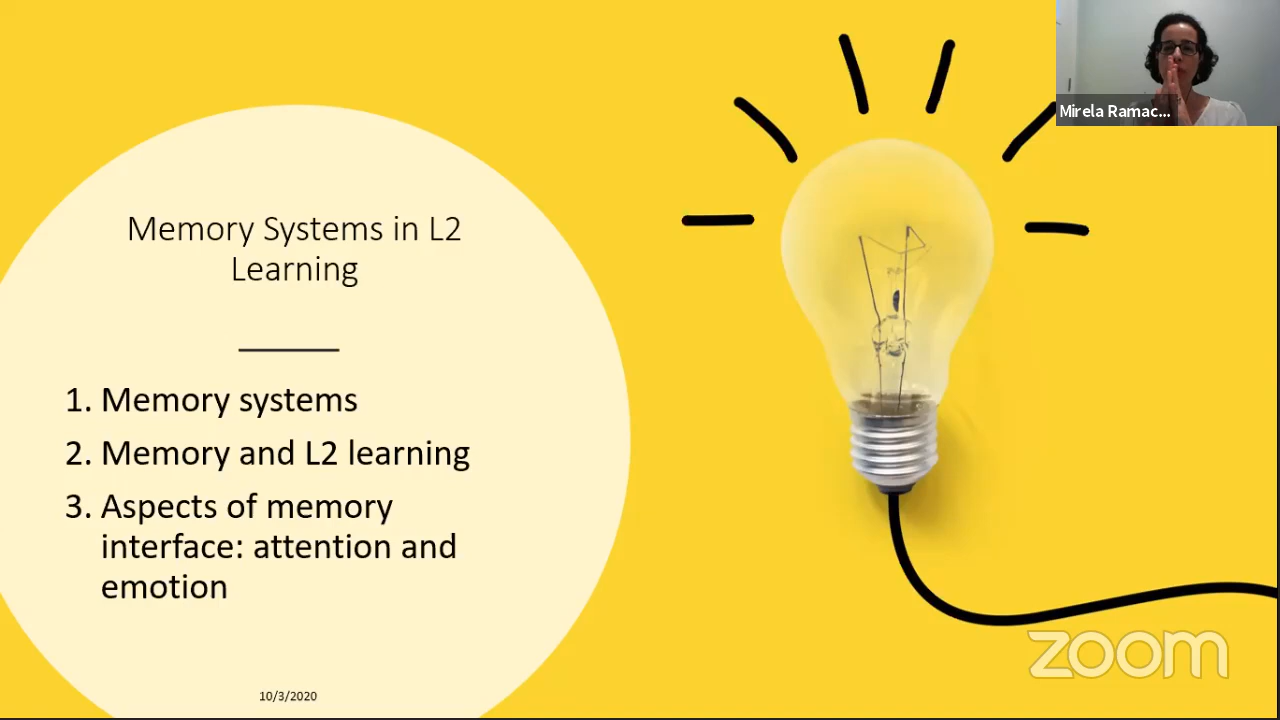 Mirela Ramac...
Memory Systems in L2
Learning
1. Memory systems
2. Memory and L2 learning
3. Aspects of memory
interface: attention and
emotion
10/3/2020
zoom